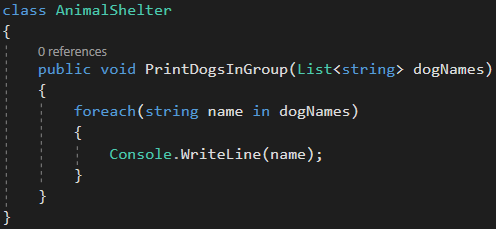 class AnimalShelter
{
0 references
public void PrintDogsInGroup(List<string> dogNames)
{
foreach(string name in dogNames)
{
Console.WriteLine(name);
}
}
}